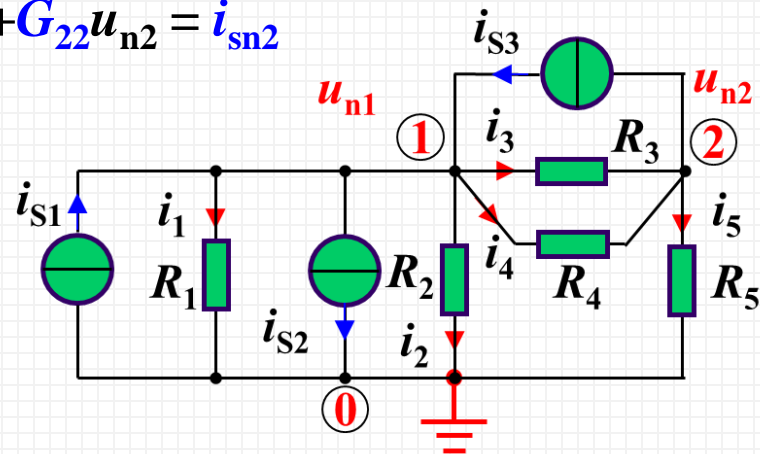 +G₂₂uₙ₂ = iₛₙ₂
iS3
un1
un2
1
i3
R3
2
iS1
i1
i4
i5
R1
R2
R4
R5
iS2
i2
0